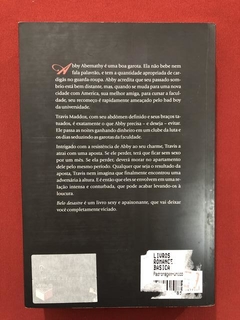 Abby Abernathy é uma boa garota. Ela não bebe nem
fala palavrão, e tem a quantidade apropriada de car-
digãs no guarda-roupa. Abby acredita que seu passado som-
brio está bem distante, mas, quando se muda para uma nova
cidade com America, sua melhor amiga, para cursar a facul-
dade, seu recomeço é rapidamente ameaçado pelo bad boy
da universidade.
Travis Maddox, com seu abdômen definido e seus braços ta-
tuados, é exatamente o que Abby precisa – e deseja – evitar.
Ele passa as noites ganhando dinheiro em um clube da luta e os
dias seduzindo as garotas da faculdade.
Intrigado com a resistência de Abby ao seu charme, Travis a
atrai com uma aposta. Se ele perder, terá que ficar sem sexo
por um mês. Se ela perder, deverá morar no apartamento
dele pelo mesmo período. Qualquer que seja o resultado da
aposta, Travis nem imagina que finalmente encontrou uma
adversária à altura. E é então que eles se envolvem em uma re-
lação intensa e conturbada, que pode acabar levando-os à
loucura.
Belo desastre é um livro sexy e apaixonante, que vai deixar
você completamente viciado.
LIVROS
ROMANCE
BASICA